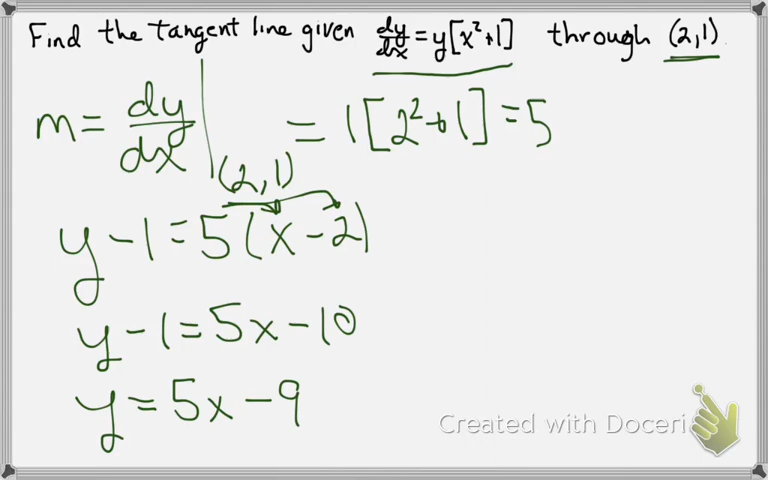 Find the tangent line given dy/dx = y[x²+1] through (2,1)
m = dy/dx |(2,1) = 1[2²+1] = 5
y - 1 = 5(x - 2)
y - 1 = 5x - 10
y = 5x - 9
Created with Doceri